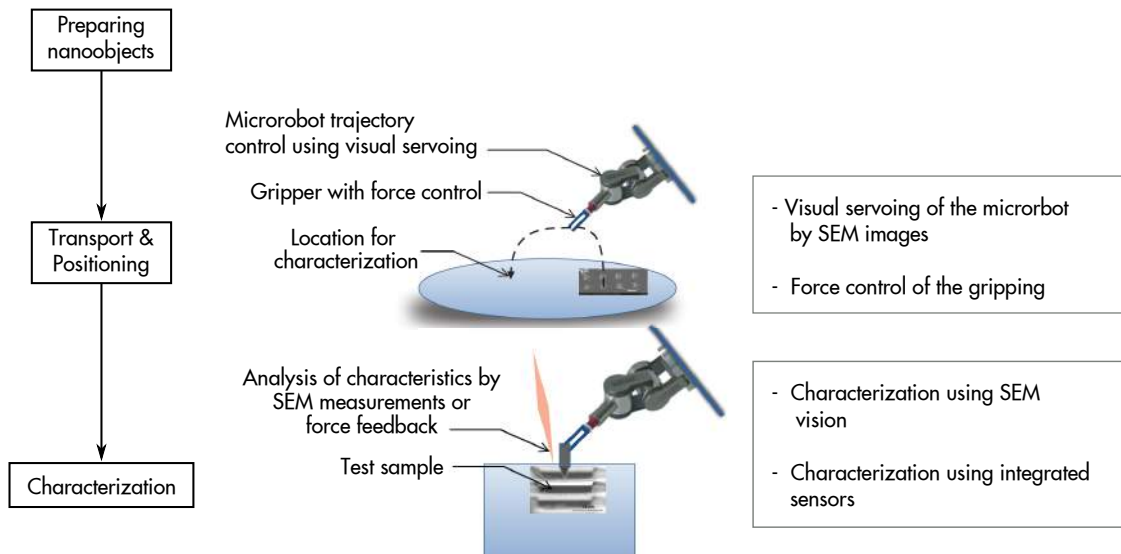 Preparing
nanoobjects
Microrobot trajectory
control using visual servoing
Gripper with force control
Location for
characterization
Transport &
Positioning
- Visual servoing of the microrbot
by SEM images
- Force control of the gripping
Analysis of characteristics by
SEM measurements or
force feedback
Test sample
Characterization
- Characterization using SEM
vision
- Characterization using integrated
sensors